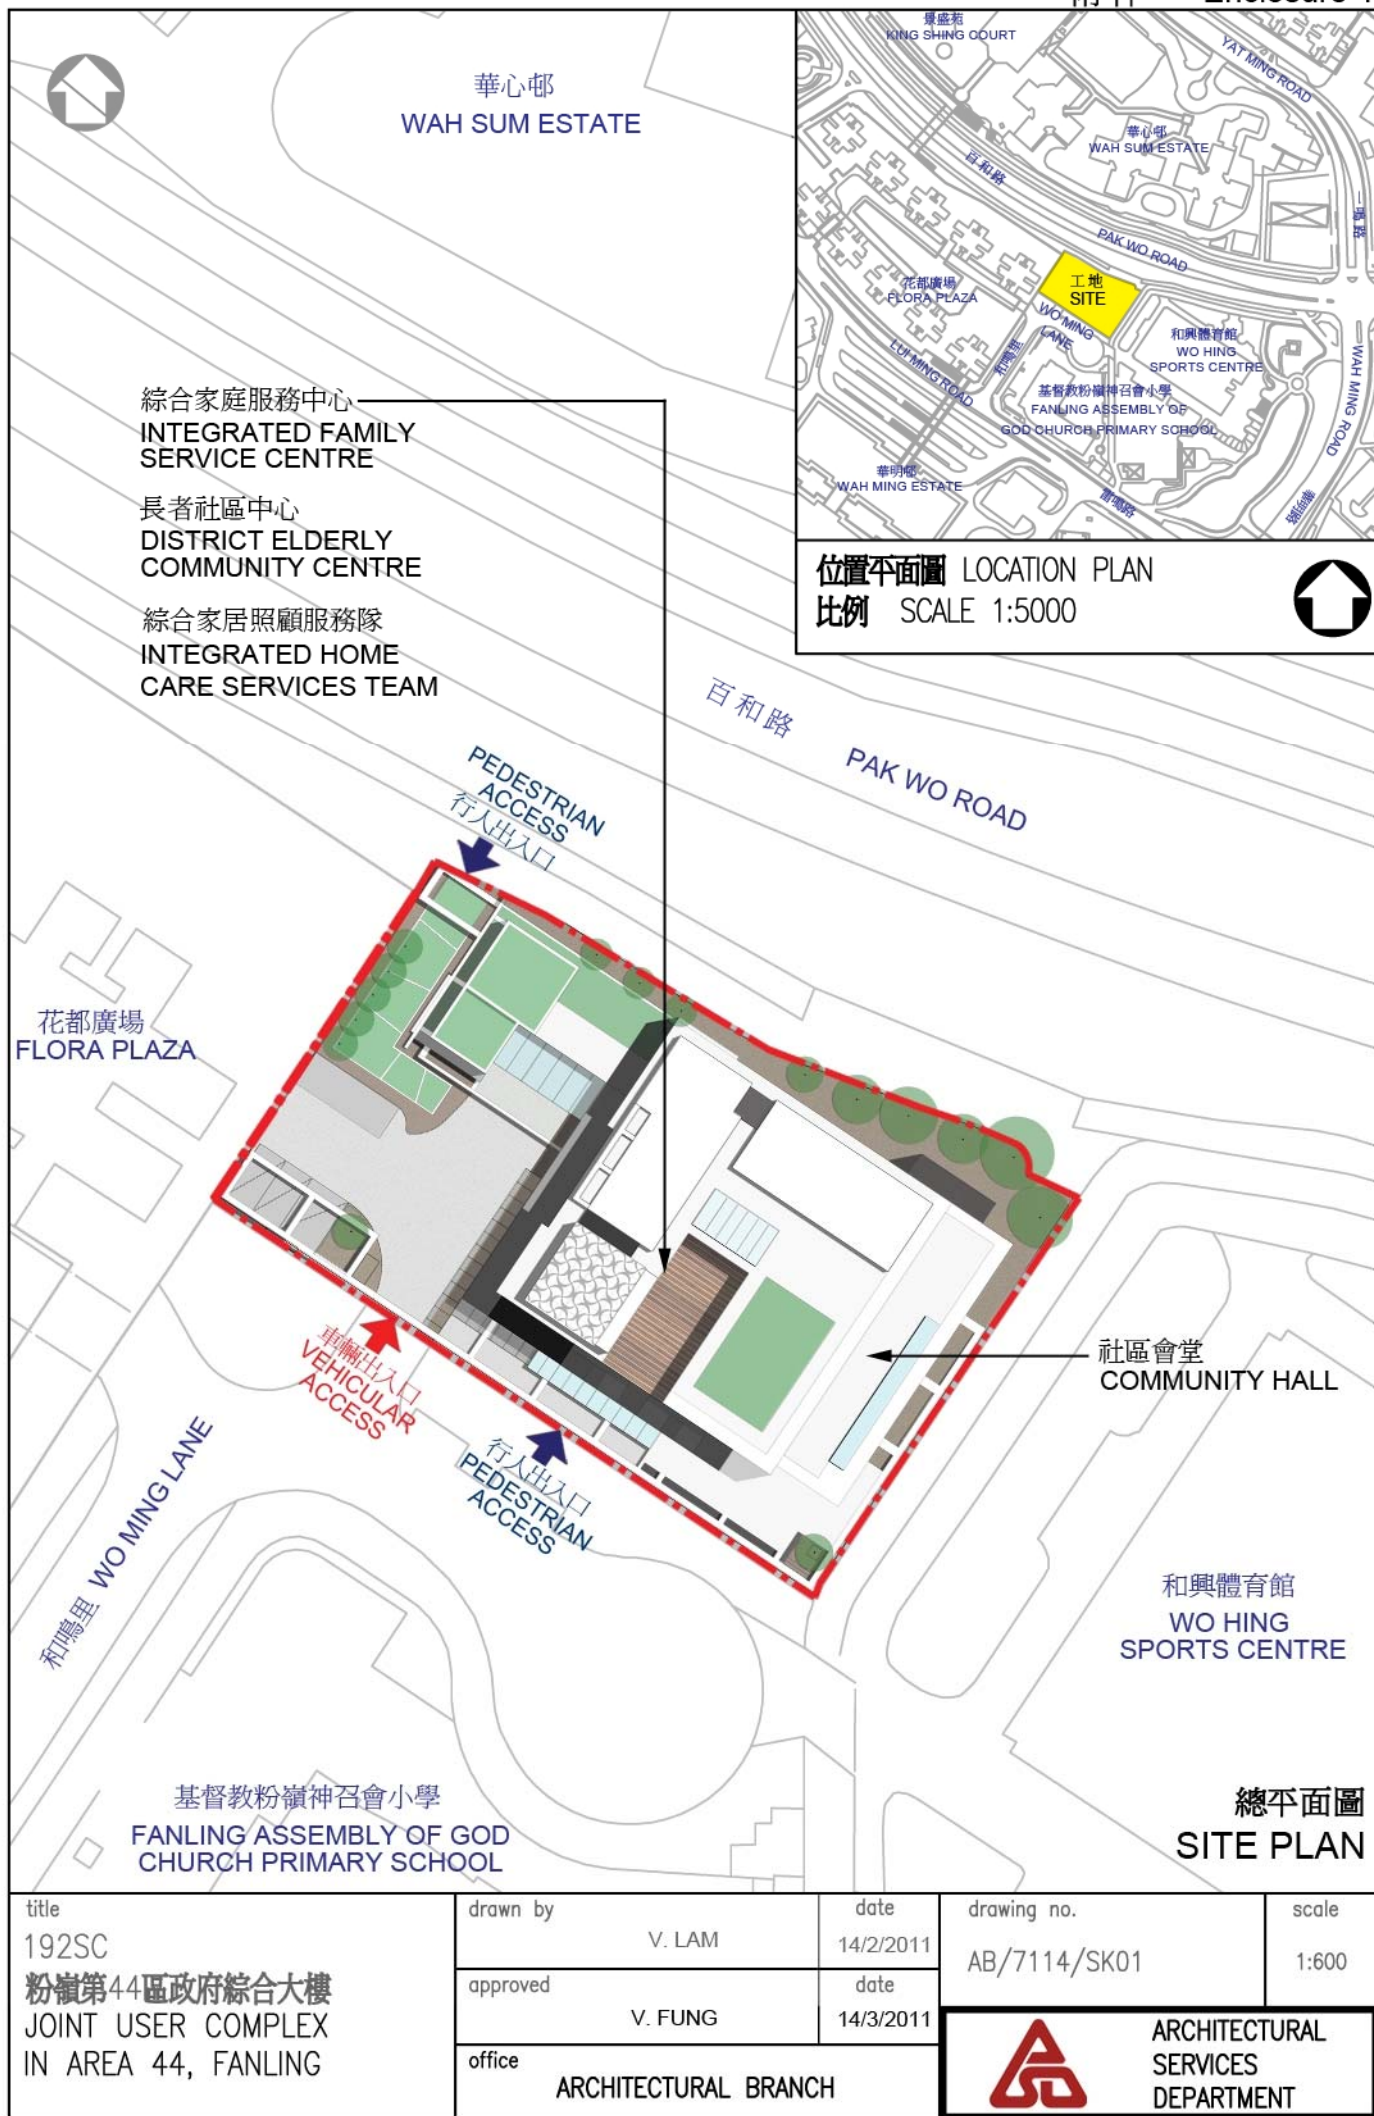 景盛苑
KING SHING COURT
YAT MING ROAD
華心邨
WAH SUM ESTATE
百和路
一鳴路
PAK WO ROAD
工地
SITE
花都廣場
FLORA PLAZA
WO MING
LANE
和鳴里
和興體育館
WO HING
SPORTS CENTRE
LUI MING ROAD
基督教粉嶺神召會小學
FANLING ASSEMBLY OF
GOD CHURCH PRIMARY SCHOOL
WAH MING ROAD
華明邨
WAH MING ESTATE
雷鳴路
華明路
位置平面圖 LOCATION PLAN
比例 SCALE 1:5000
華心邨
WAH SUM ESTATE
綜合家庭服務中心
INTEGRATED FAMILY
SERVICE CENTRE
長者社區中心
DISTRICT ELDERLY
COMMUNITY CENTRE
綜合家居照顧服務隊
INTEGRATED HOME
CARE SERVICES TEAM
百和路
PAK WO ROAD
PEDESTRIAN
ACCESS
行人出入口
花都廣場
FLORA PLAZA
車輛出入口
VEHICULAR
ACCESS
行人出入口
PEDESTRIAN
ACCESS
社區會堂
COMMUNITY HALL
和鳴里 WO MING LANE
和興體育館
WO HING
SPORTS CENTRE
基督教粉嶺神召會小學
FANLING ASSEMBLY OF GOD
CHURCH PRIMARY SCHOOL
總平面圖
SITE PLAN
title
192SC
粉嶺第44區政府綜合大樓
JOINT USER COMPLEX
IN AREA 44, FANLING
drawn by
V. LAM
date
14/2/2011
approved
V. FUNG
date
14/3/2011
office
ARCHITECTURAL BRANCH
drawing no.
AB/7114/SK01
scale
1:600
ARCHITECTURAL
SERVICES
DEPARTMENT